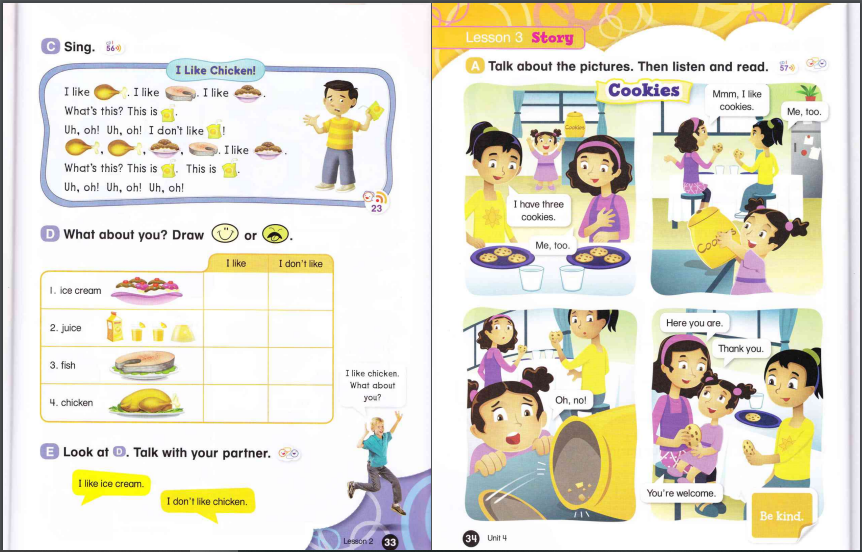 C Sing. 56
I Like Chicken!
I like . I like . I like .
What's this? This is .
Uh, oh! Uh, oh! I don't like !
, , , . I like .
What's this? This is . This is .
Uh, oh! Uh, oh! Uh, oh!
23
D What about you? Draw or .
I like I don't like
1. ice cream
2. juice
3. fish
4. chicken
I like chicken.
What about
you?
E Look at D. Talk with your partner.
I like ice cream.
I don't like chicken.
Lesson 2 33
Lesson 3 Story
A Talk about the pictures. Then listen and read. 57
Cookies
Cookies
I have three
cookies.
Me, too.
Mmm, I like
cookies.
Me, too.
Cookies
Oh, no!
Here you are.
Thank you.
You're welcome.
Be kind.
34 Unit 4